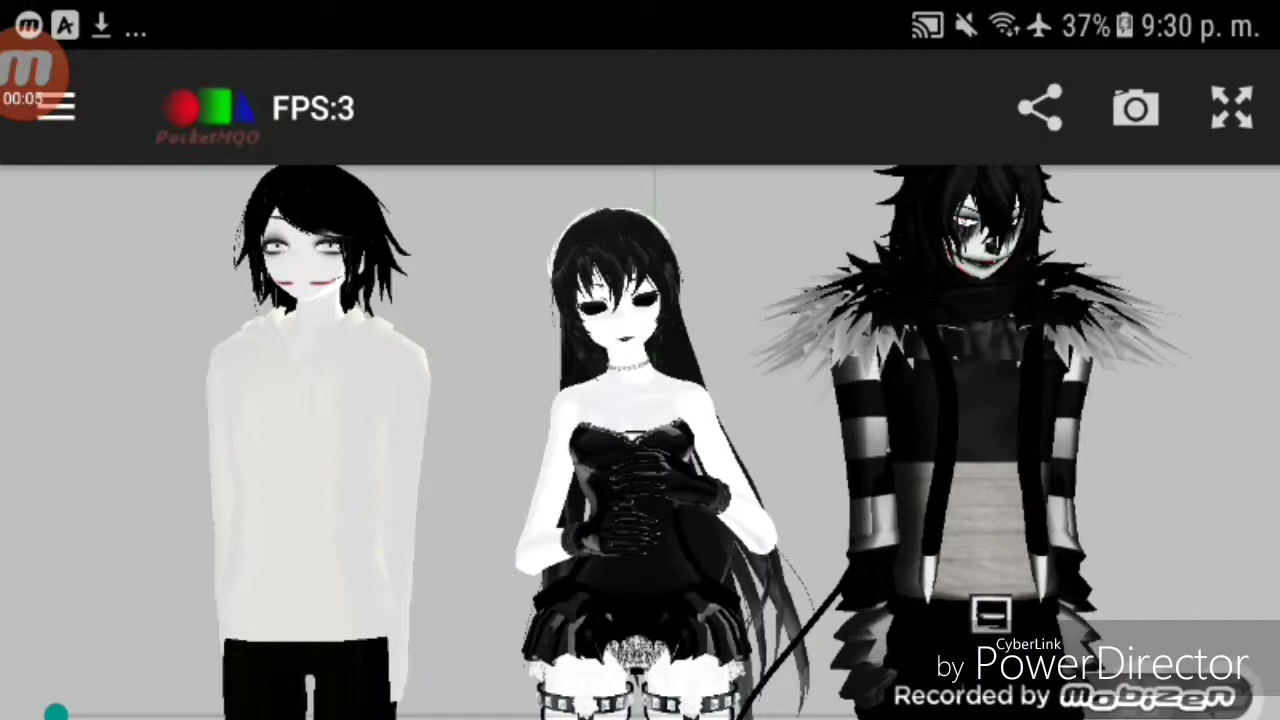 m A ... 37% 9:30 p. m.
m
00:05
FPS:3
PocketMQO
CyberLink
by PowerDirector
Recorded by mobizen